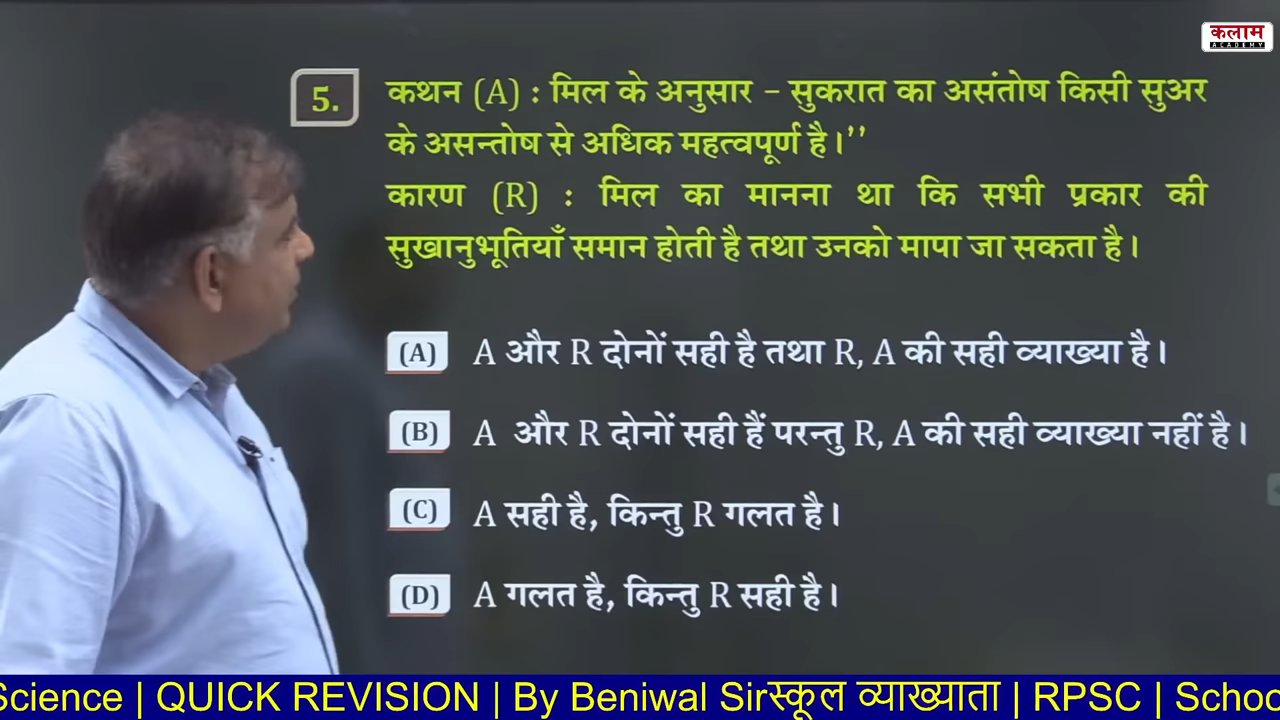 कलाम
ACADEMY
5.
कथन (A) : मिल के अनुसार – सुकरात का असंतोष किसी सुअर
के असन्तोष से अधिक महत्वपूर्ण है।’’
कारण (R) : मिल का मानना था कि सभी प्रकार की
सुखानुभूतियाँ समान होती है तथा उनको मापा जा सकता है।
(A) A और R दोनों सही है तथा R, A की सही व्याख्या है।
(B) A और R दोनों सही हैं परन्तु R, A की सही व्याख्या नहीं है।
(C) A सही है, किन्तु R गलत है।
(D) A गलत है, किन्तु R सही है।
Science | QUICK REVISION | By Beniwal Sirस्कूल व्याख्याता | RPSC | Schoo